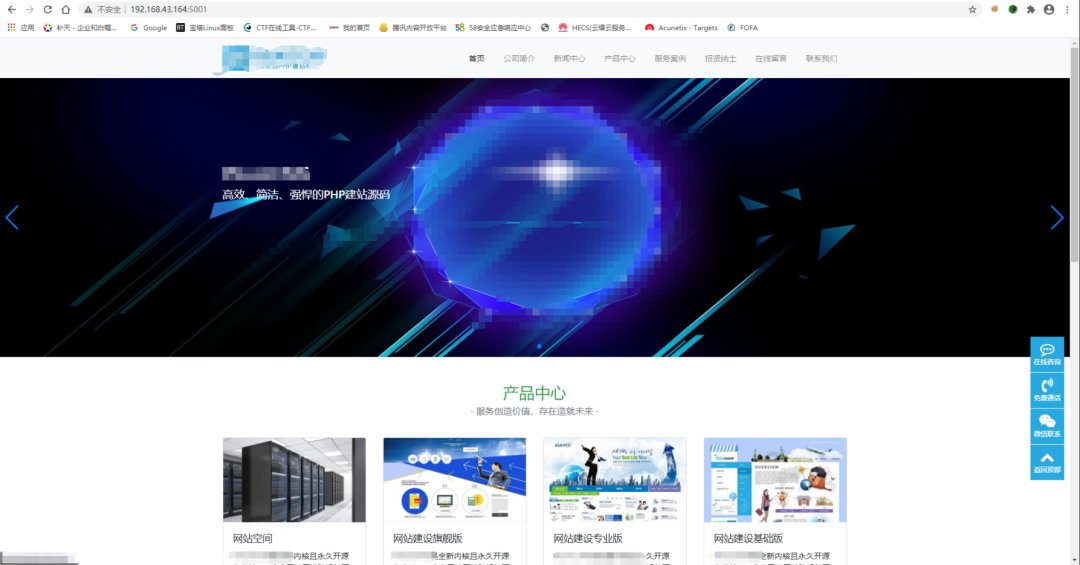 不安全 | 192.168.43.164:5001
应用 补天 - 企业和白帽... Google 宝塔Linux面板 CTF在线工具-CTF... 我的首页 腾讯内容开放平台 58安全应急响应中心 HECS(云耀云服务... Acunetix - Targets FOFA
首页 公司简介 新闻中心 产品中心 服务案例 招贤纳士 在线留言 联系我们
高效、简洁、强悍的PHP建站源码
在线咨询
免费通话
微信联系
返回顶部
产品中心
- 服务创造价值、存在造就未来 -
OVERVIEW
网站空间 网站建设旗舰版 网站建设专业版 网站建设基础版
内核且永久开源 全新内核且永久开源 久开源 全新内核且永久开源